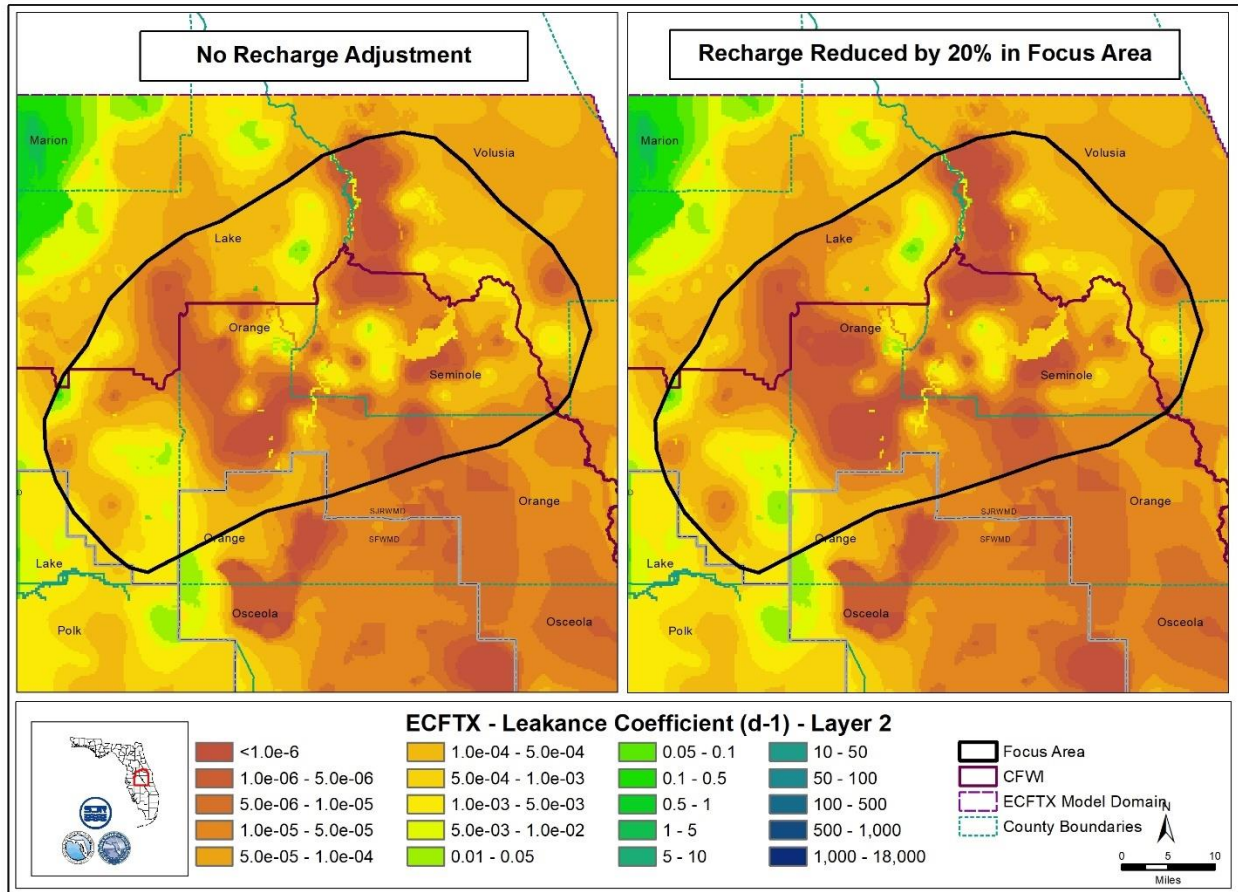 No Recharge Adjustment
Recharge Reduced by 20% in Focus Area
Marion
Volusia
Lake
Orange
Seminole
Orange
SJRWMD
SFWMD
Orange
Lake
Osceola
Polk
Osceola
Marion
Volusia
Lake
Orange
Seminole
Orange
SJRWMD
SFWMD
Orange
Lake
Osceola
Polk
Osceola
ECFTX - Leakance Coefficient (d-1) - Layer 2
<1.0e-6
1.0e-06 - 5.0e-06
5.0e-06 - 1.0e-05
1.0e-05 - 5.0e-05
5.0e-05 - 1.0e-04
1.0e-04 - 5.0e-04
5.0e-04 - 1.0e-03
1.0e-03 - 5.0e-03
5.0e-03 - 1.0e-02
0.01 - 0.05
0.05 - 0.1
0.1 - 0.5
0.5 - 1
1 - 5
5 - 10
10 - 50
50 - 100
100 - 500
500 - 1,000
1,000 - 18,000
Focus Area
CFWI
ECFTX Model Domain
County Boundaries
N
0 5 10
Miles